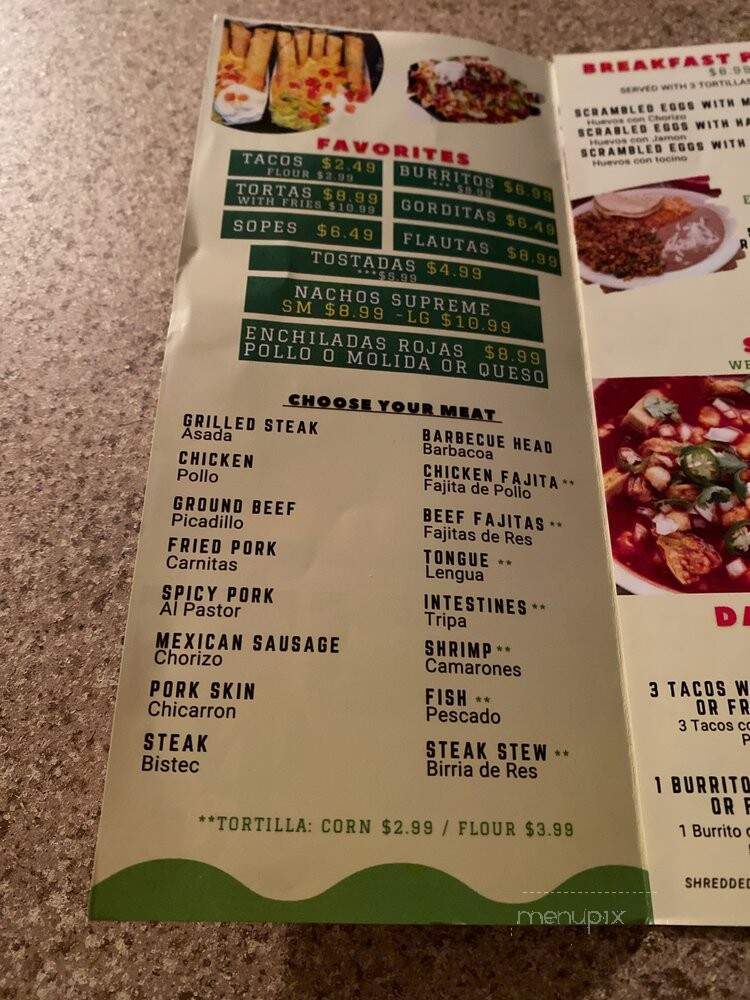 FAVORITES
TACOS $2.49
FLOUR $2.99
TORTAS $8.99
WITH FRIES $10.99
SOPES $6.49
BURRITOS $6.99
*** $8.99
GORDITAS $6.49
FLAUTAS $8.99
TOSTADAS $4.99
***$5.99
NACHOS SUPREME
SM $8.99 -LG $10.99
ENCHILADAS ROJAS $8.99
POLLO O MOLIDA OR QUESO
CHOOSE YOUR MEAT
GRILLED STEAK
Asada
CHICKEN
Pollo
GROUND BEEF
Picadillo
FRIED PORK
Carnitas
SPICY PORK
Al Pastor
MEXICAN SAUSAGE
Chorizo
PORK SKIN
Chicarron
STEAK
Bistec
BARBECUE HEAD
Barbacoa
CHICKEN FAJITA**
Fajita de Pollo
BEEF FAJITAS**
Fajitas de Res
TONGUE **
Lengua
INTESTINES**
Tripa
SHRIMP**
Camarones
FISH **
Pescado
STEAK STEW**
Birria de Res
**TORTILLA: CORN $2.99 / FLOUR $3.99
BREAKFAST
SERVED WITH 3 TORTILLAS
SCRAMBLED EGGS WITH
Huevos con Chorizo
SCRABLED EGGS WITH
Huevos con Jamon
SCRAMBLED EGGS WITH
Huevos con tocino
3 TACOS
OR
3 Tacos
1 BURRITO
OR
1 Burrito
SHREDDED
menupix